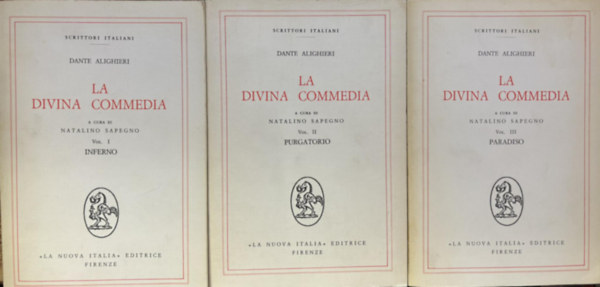 SCRITTORI ITALIANI
DANTE ALIGHIERI
LA
DIVINA COMMEDIA
A CURA DI
NATALINO SAPEGNO
VOL. I
INFERNO
«LA NUOVA ITALIA» EDITRICE
FIRENZE
SCRITTORI ITALIANI
DANTE ALIGHIERI
LA
DIVINA COMMEDIA
A CURA DI
NATALINO SAPEGNO
VOL. II
PURGATORIO
«LA NUOVA ITALIA» EDITRICE
FIRENZE
SCRITTORI ITALIANI
DANTE ALIGHIERI
LA
DIVINA COMMEDIA
A CURA DI
NATALINO SAPEGNO
VOL. III
PARADISO
«LA NUOVA ITALIA» EDITRICE
FIRENZE